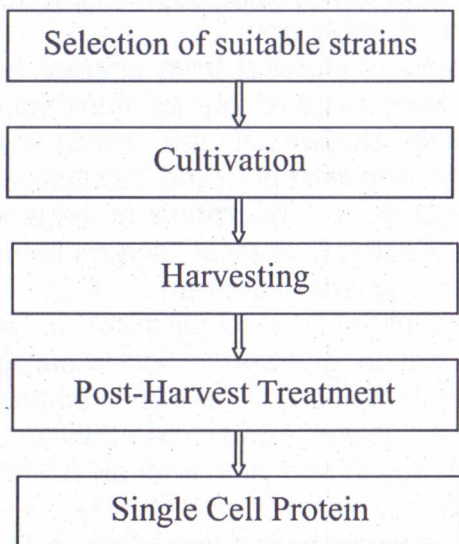 Selection of suitable strains
Cultivation
Harvesting
Post-Harvest Treatment
Single Cell Protein